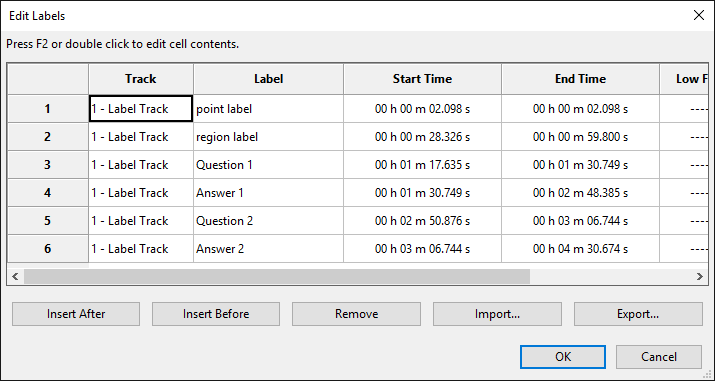 Edit Labels
Press F2 or double click to edit cell contents.
Track Label Start Time End Time Low F
1 1 - Label Track point label 00 h 00 m 02.098 s 00 h 00 m 02.098 s ----
2 1 - Label Track region label 00 h 00 m 28.326 s 00 h 00 m 59.800 s ----
3 1 - Label Track Question 1 00 h 01 m 17.635 s 00 h 01 m 30.749 s ----
4 1 - Label Track Answer 1 00 h 01 m 30.749 s 00 h 02 m 48.385 s ----
5 1 - Label Track Question 2 00 h 02 m 50.876 s 00 h 03 m 06.744 s ----
6 1 - Label Track Answer 2 00 h 03 m 06.744 s 00 h 04 m 30.674 s ----
Insert After Insert Before Remove Import... Export...
OK Cancel